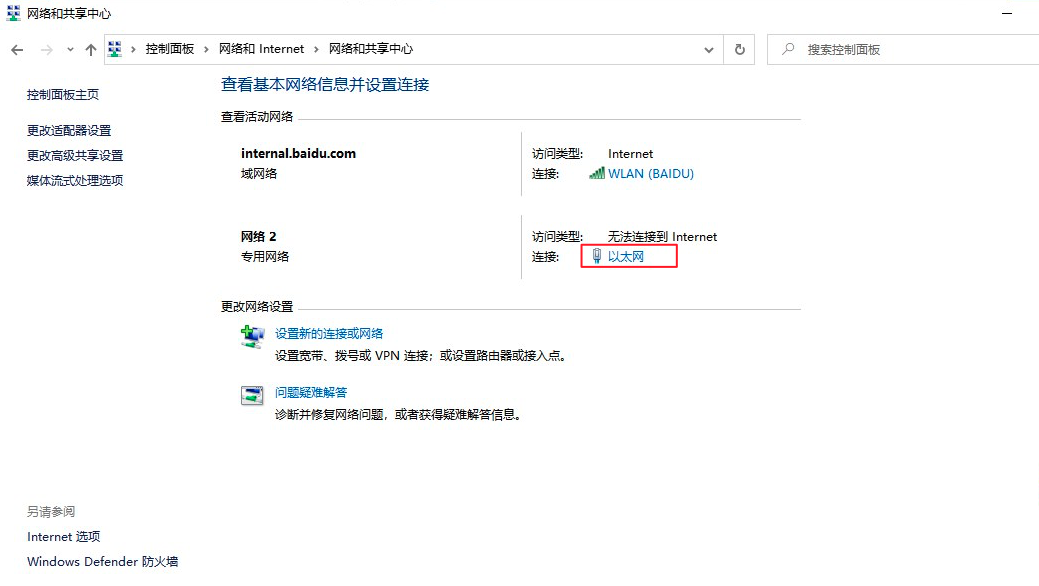 网络和共享中心
控制面板 > 网络和 Internet > 网络和共享中心
搜索控制面板
控制面板主页
更改适配器设置
更改高级共享设置
媒体流式处理选项
查看基本网络信息并设置连接
查看活动网络
internal.baidu.com
域网络
访问类型: Internet
连接: WLAN (BAIDU)
网络 2
专用网络
访问类型: 无法连接到 Internet
连接: 以太网
更改网络设置
设置新的连接或网络
设置宽带、拨号或 VPN 连接；或设置路由器或接入点。
问题疑难解答
诊断并修复网络问题，或者获得疑难解答信息。
另请参阅
Internet 选项
Windows Defender 防火墙